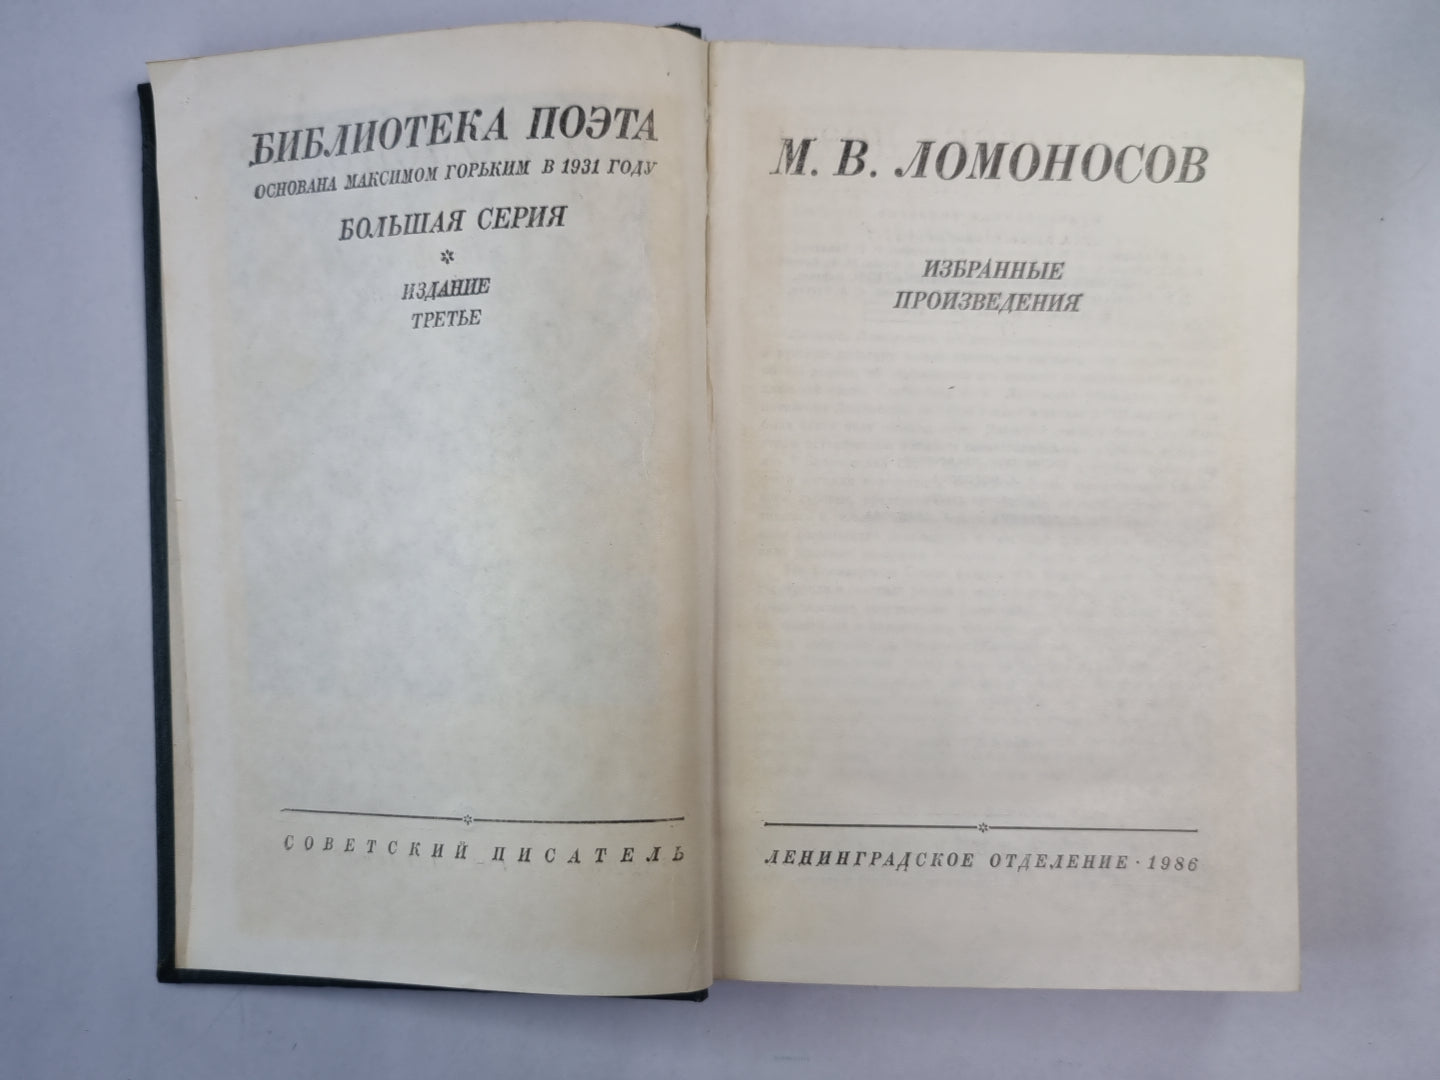 БИБЛИОТЕКА ПОЭТА
ОСНОВАНА МАКСИМОМ ГОРЬКИМ В 1931 ГОДУ
БОЛЬШАЯ СЕРИЯ
ИЗДАНИЕ
ТРЕТЬЕ
СОВЕТСКИЙ ПИСАТЕЛЬ
М. В. ЛОМОНОСОВ
ИЗБРАННЫЕ
ПРОИЗВЕДЕНИЯ
ЛЕНИНГРАДСКОЕ ОТДЕЛЕНИЕ · 1986